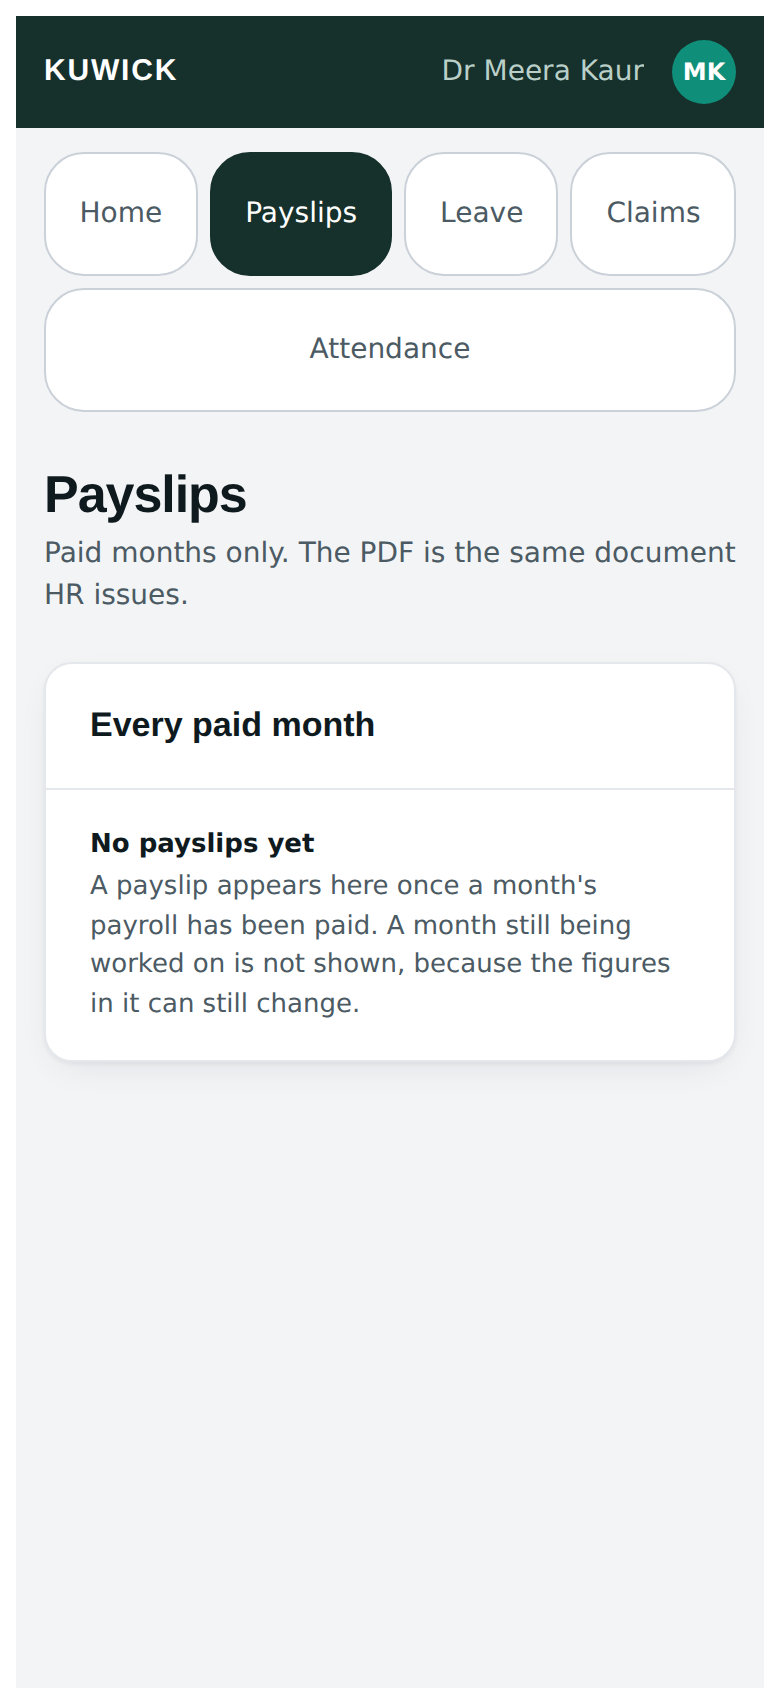 KUWICK
Dr Meera Kaur
MK
Home
Payslips
Leave
Claims
Attendance
Payslips
Paid months only. The PDF is the same document
HR issues.
Every paid month
No payslips yet
A payslip appears here once a month's
payroll has been paid. A month still being
worked on is not shown, because the figures
in it can still change.